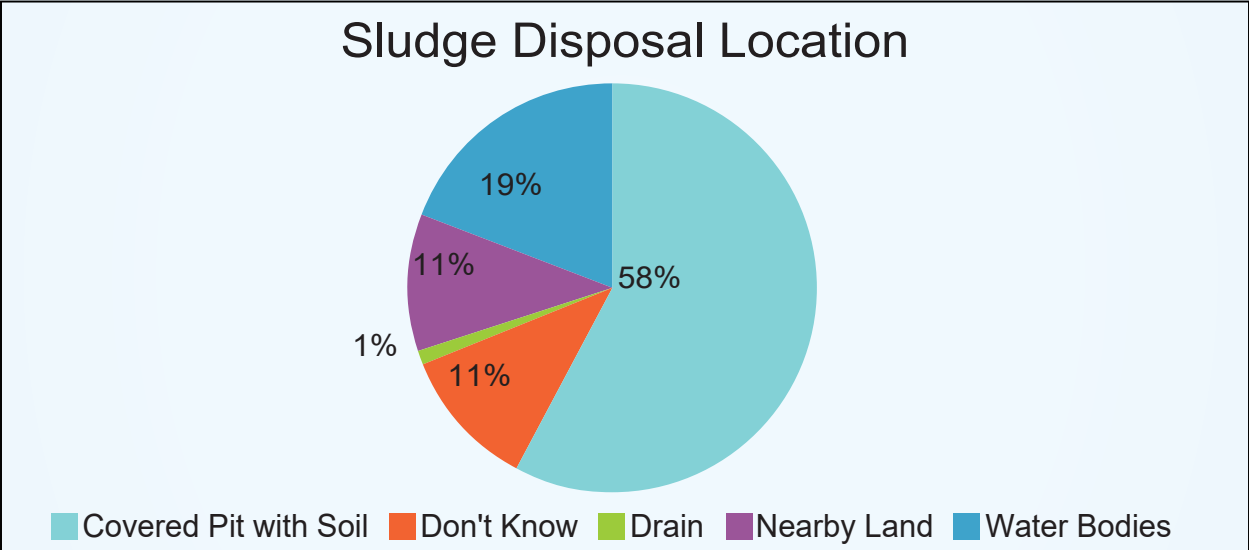 Sludge Disposal Location
19%
58%
11%
1%
11%
Covered Pit with Soil Don't Know Drain Nearby Land Water Bodies